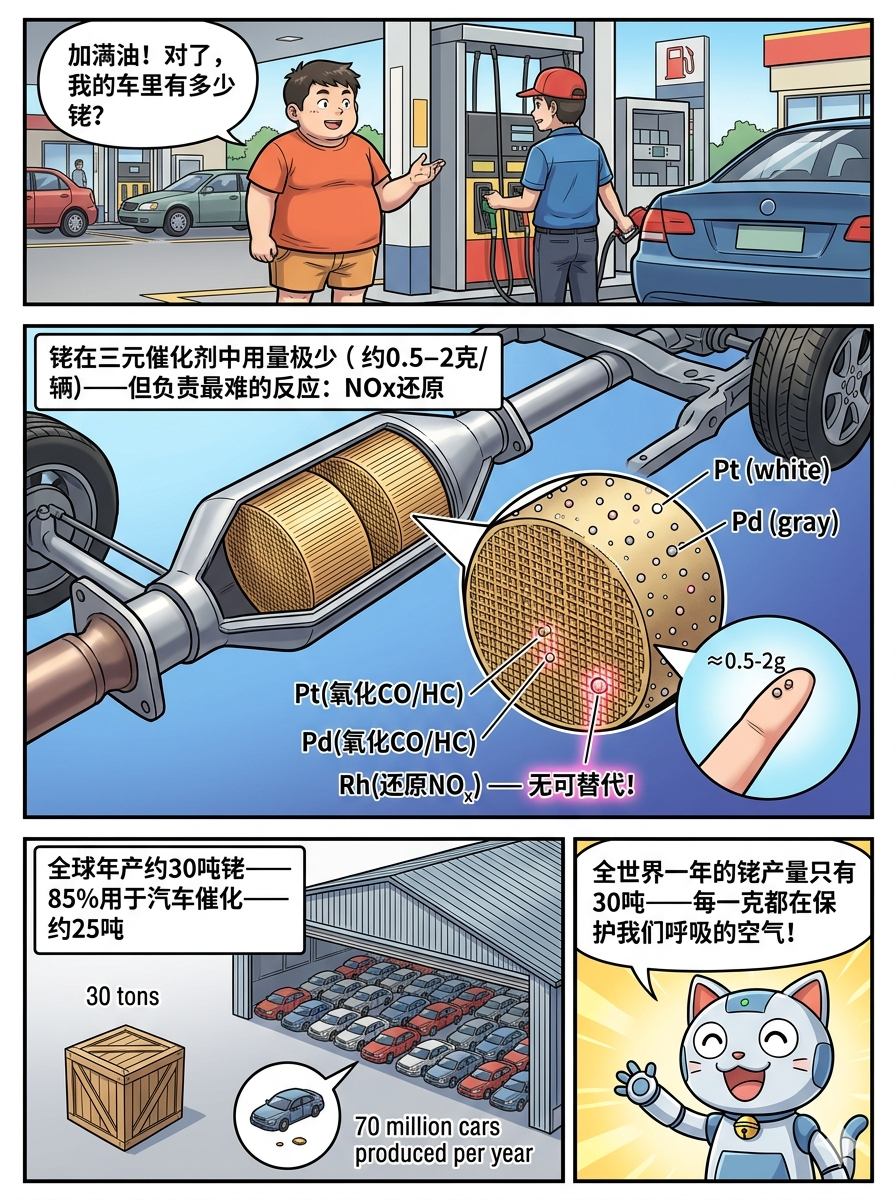 加满油！对了，
我的车里有多少
铑？
铑在三元催化剂中用量极少（约0.5–2克/
辆）——但负责最难的反应：NOx还原
Pt (white)
Pd (gray)
≈0.5-2g
Pt(氧化CO/HC)
Pd(氧化CO/HC)
Rh(还原NOx) — 无可替代！
全球年产约30吨铑——
85%用于汽车催化——
约25吨
30 tons
70 million cars
produced per year
全世界一年的铑产量只有
30吨——每一克都在保
护我们呼吸的空气！